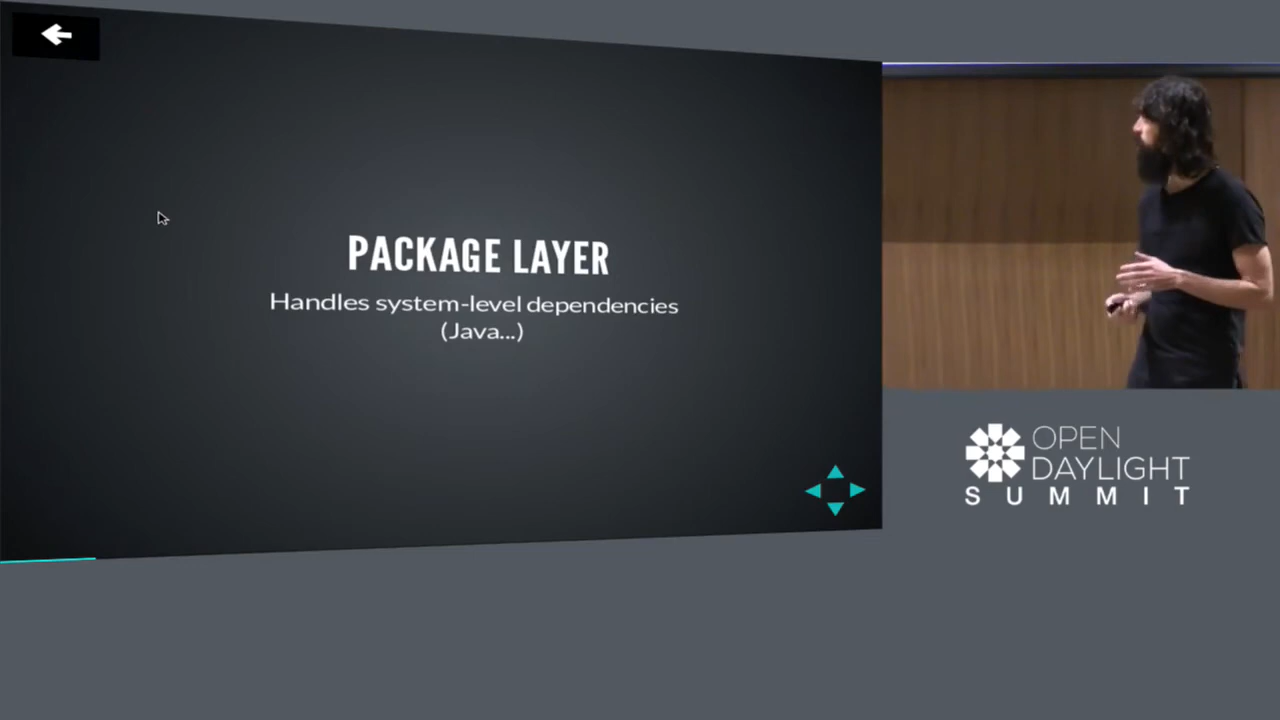 PACKAGE LAYER
Handles system-level dependencies
(Java...)
OPEN
DAYLIGHT
SUMMIT